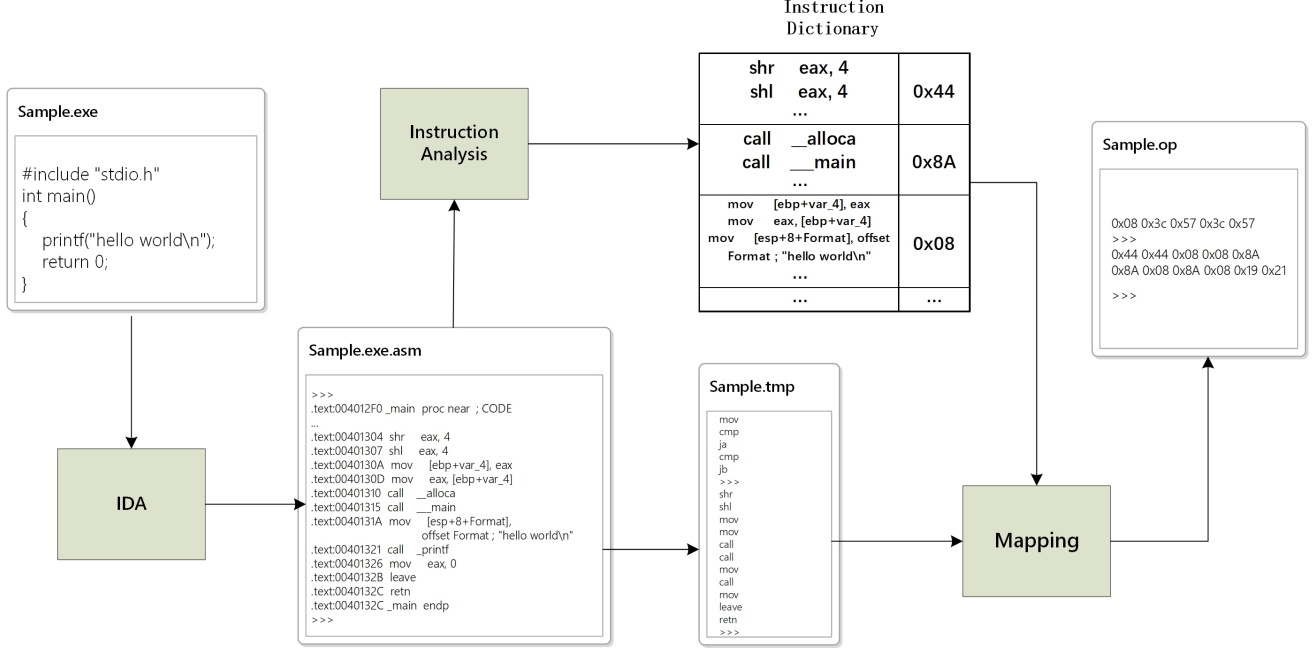 Instruction
Dictionary
Sample.exe
#include "stdio.h"
int main()
{
printf("hello world\n");
return 0;
}
IDA
Instruction
Analysis
shr eax, 4
shl eax, 4
...
0x44
call __alloca
call ___main
...
0x8A
mov [ebp+var_4], eax
mov eax, [ebp+var_4]
mov [esp+8+Format], offset
Format ; "hello world\n"
...
0x08
... ...
Sample.exe.asm
>>>
.text:004012F0 _main proc near ; CODE
...
.text:00401304 shr eax, 4
.text:00401307 shl eax, 4
.text:0040130A mov [ebp+var_4], eax
.text:0040130D mov eax, [ebp+var_4]
.text:00401310 call __alloca
.text:00401315 call ___main
.text:0040131A mov [esp+8+Format],
offset Format ; "hello world\n"
.text:00401321 call _printf
.text:00401326 mov eax, 0
.text:0040132B leave
.text:0040132C retn
.text:0040132C _main endp
>>>
Sample.tmp
mov
cmp
ja
cmp
jb
>>>
shr
shl
mov
mov
call
call
mov
call
mov
leave
retn
>>>
Mapping
Sample.op
0x08 0x3c 0x57 0x3c 0x57
>>>
0x44 0x44 0x08 0x08 0x8A
0x8A 0x08 0x8A 0x08 0x19 0x21
>>>